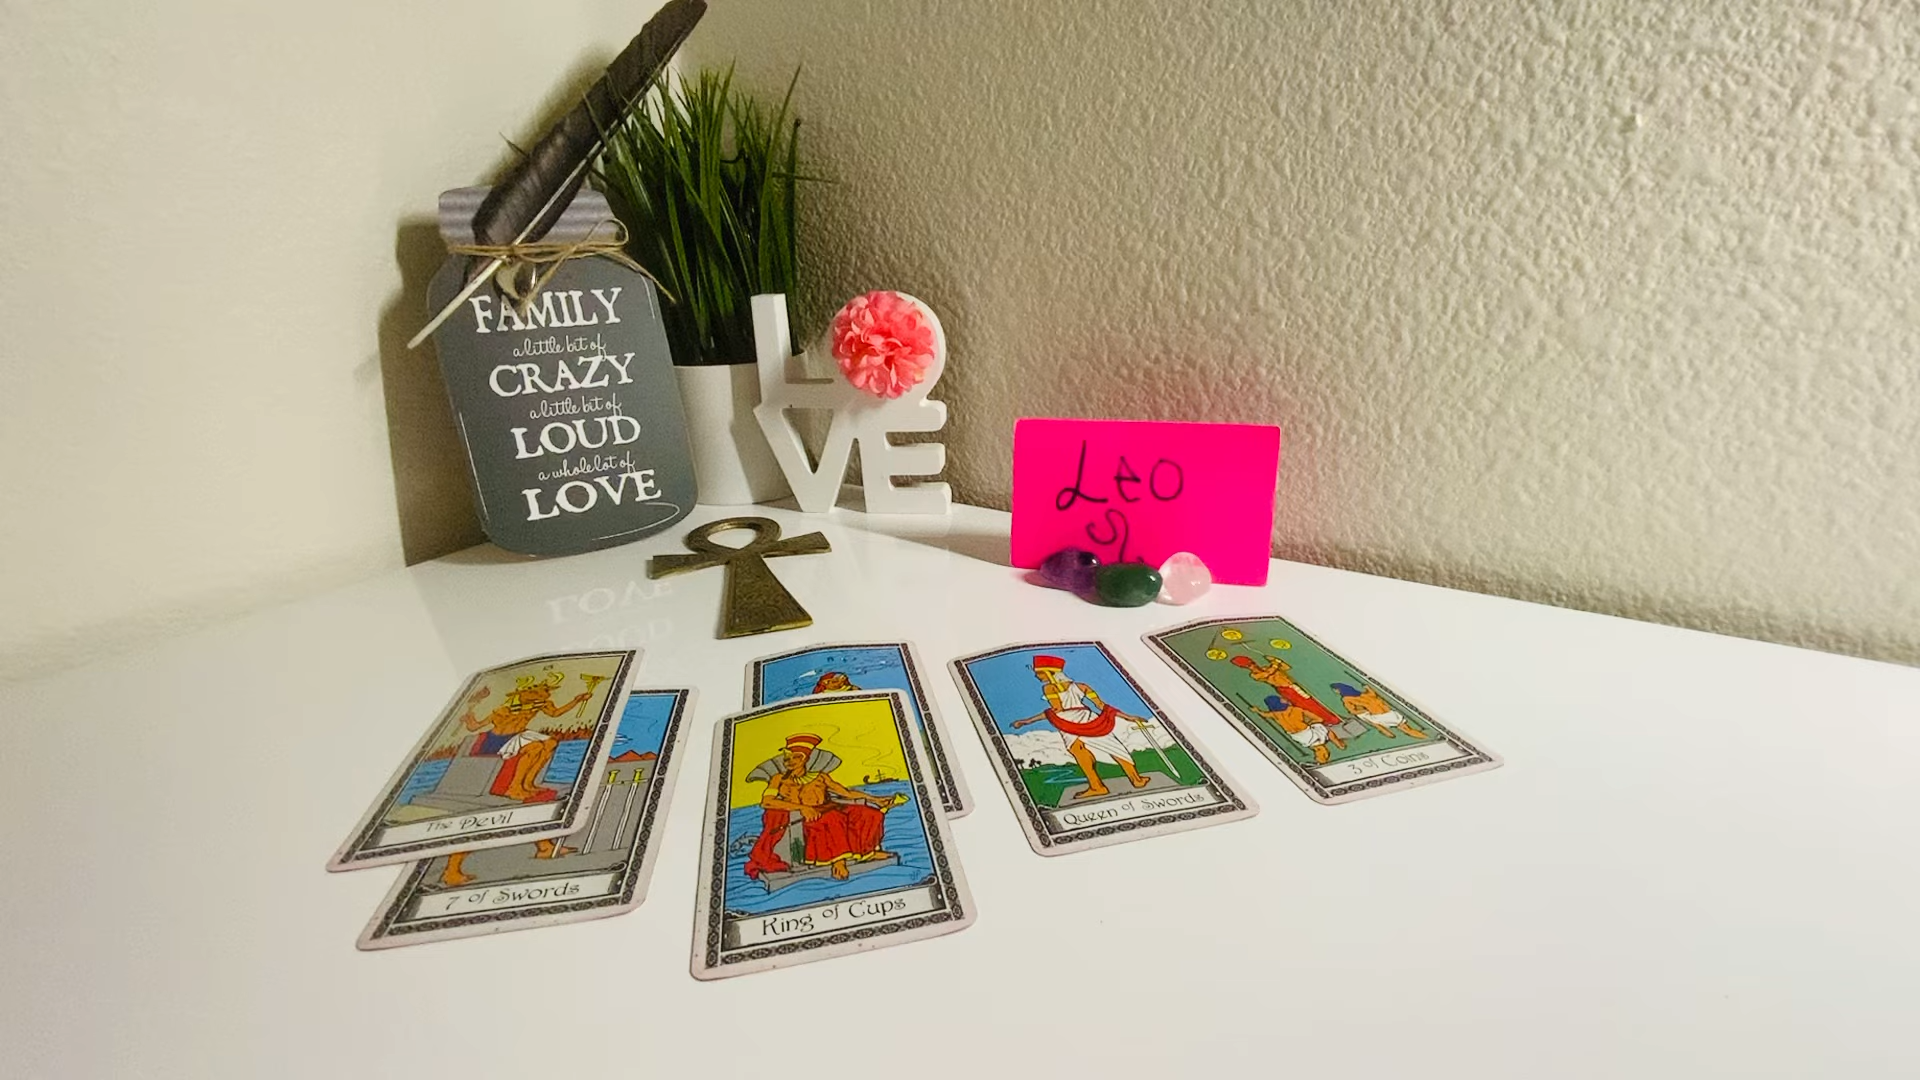 FAMILY
a little bit of
CRAZY
a little bit of
LOUD
a whole lot of
LOVE
LOVE
Leo
The Devil
7 of Swords
King of Cups
Queen of Swords
3 of Coins